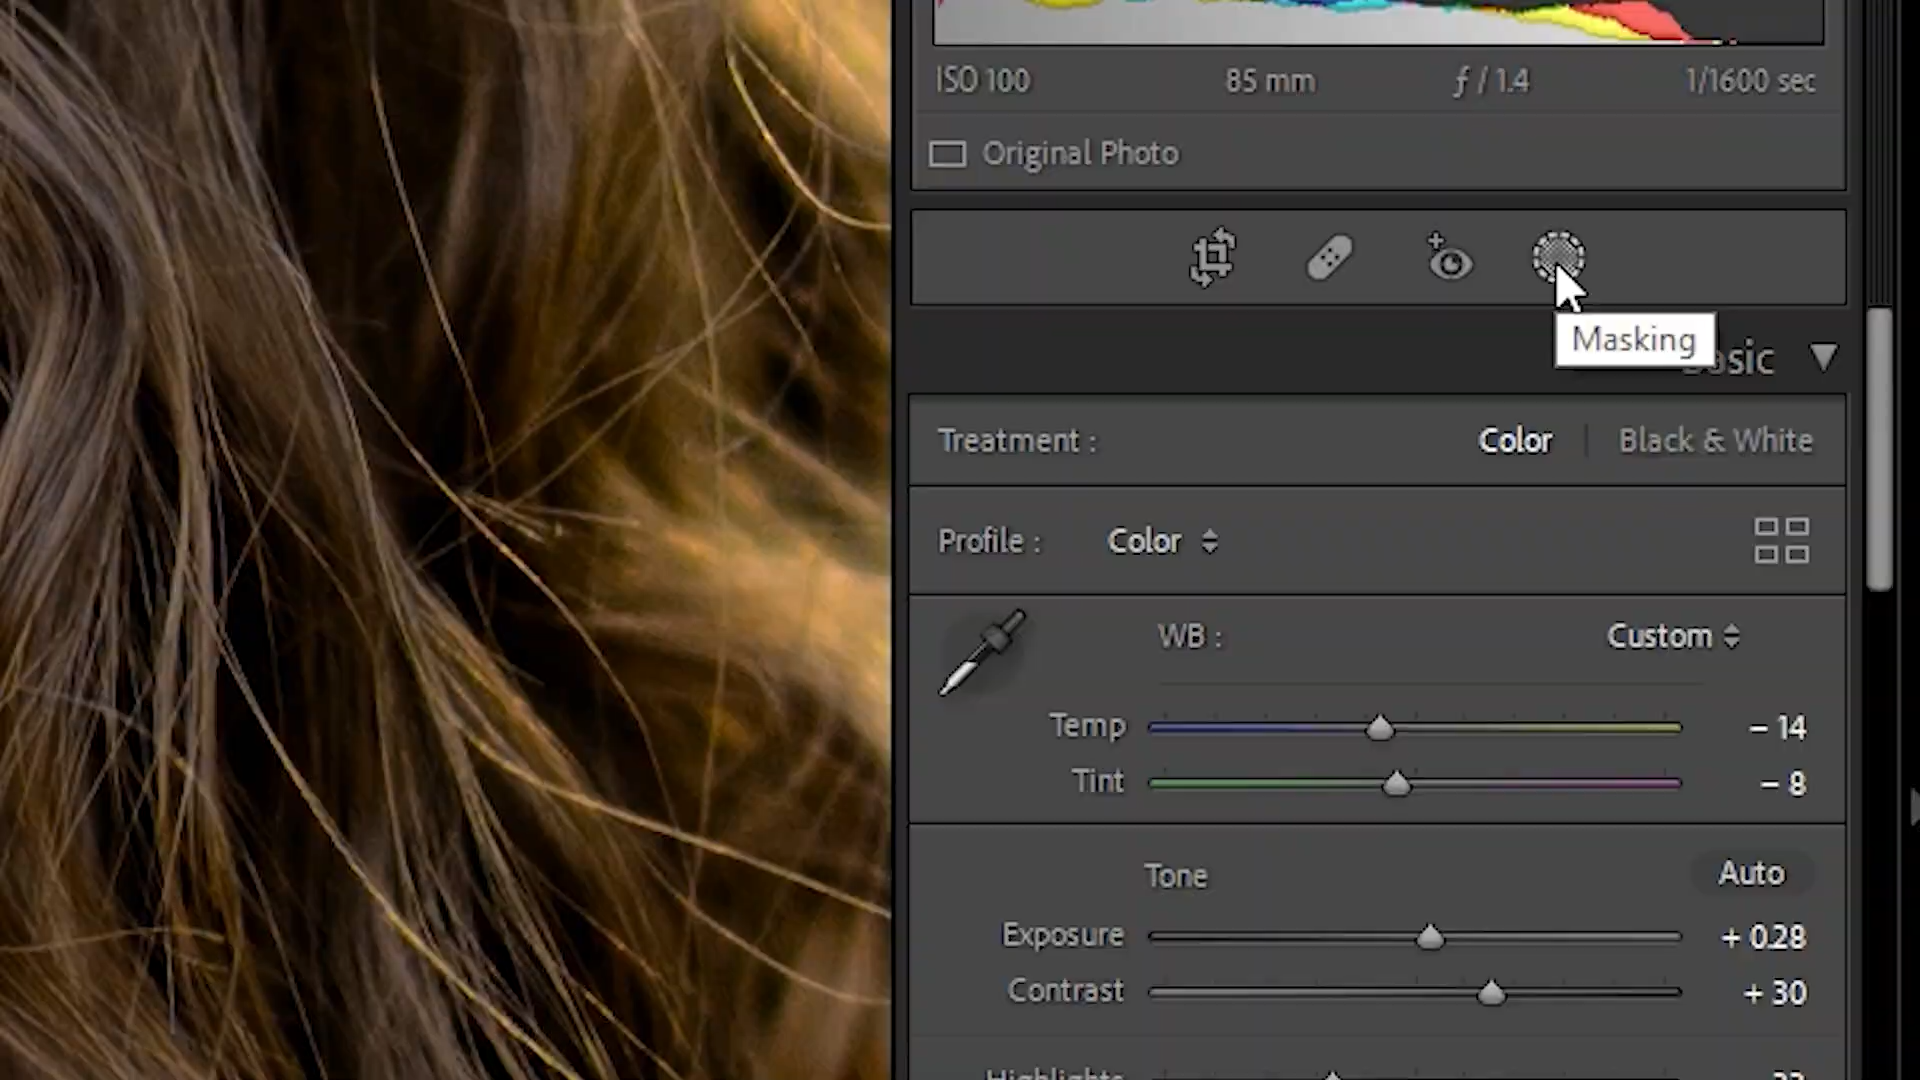 ISO 100 85 mm ƒ / 1.4 1/1600 sec
Original Photo
Masking
Treatment : Color Black & White
Profile : Color
WB : Custom
Temp – 14
Tint – 8
Tone Auto
Exposure + 0.28
Contrast + 30
Highlights